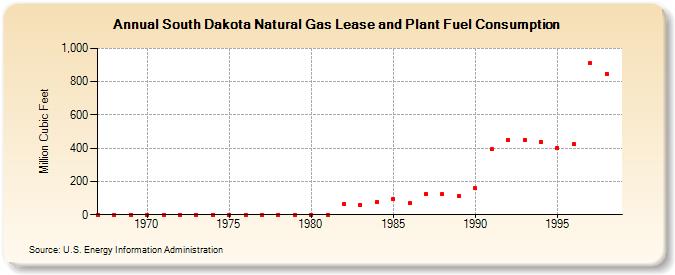 Annual South Dakota Natural Gas Lease and Plant Fuel Consumption
Million Cubic Feet
1,000
800
600
400
200
0
1970 1975 1980 1985 1990 1995
Source: U.S. Energy Information Administration